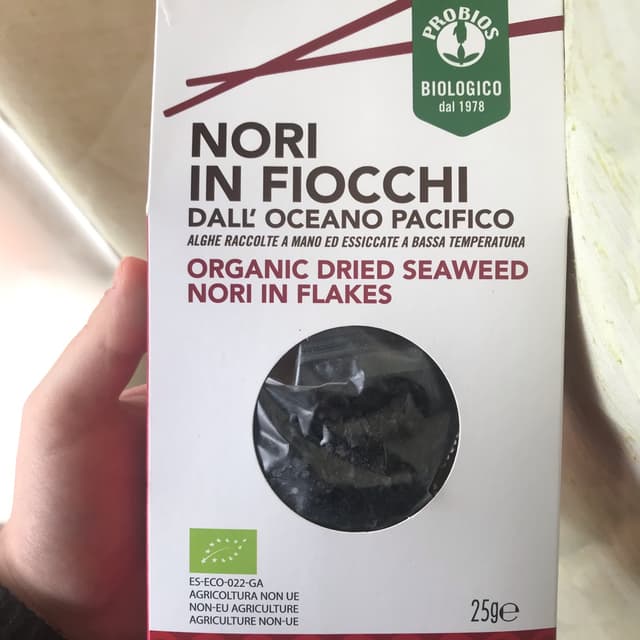 PROBIOS
BIOLOGICO
dal 1978
NORI
IN FIOCCHI
DALL' OCEANO PACIFICO
ALGHE RACCOLTE A MANO ED ESSICCATE A BASSA TEMPERATURA
ORGANIC DRIED SEAWEED
NORI IN FLAKES
ES-ECO-022-GA
AGRICOLTURA NON UE
NON-EU AGRICULTURE
AGRICULTURE NON-UE
25g℮